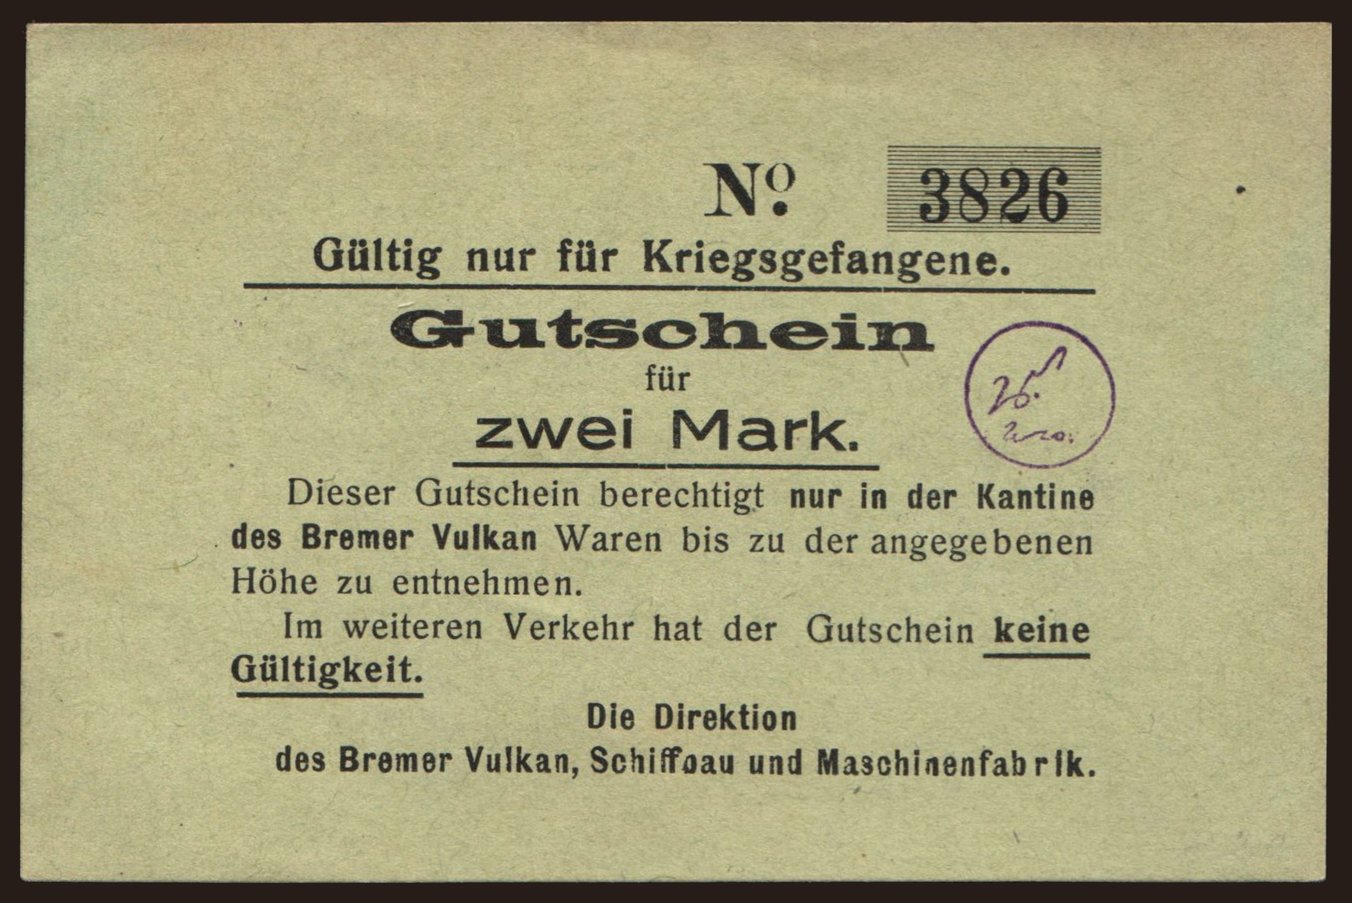 No. 3826
Gültig nur für Kriegsgefangene.
Gutschein
für
zwei Mark.
Dieser Gutschein berechtigt nur in der Kantine
des Bremer Vulkan Waren bis zu der angegebenen
Höhe zu entnehmen.
Im weiteren Verkehr hat der Gutschein keine
Gültigkeit.
Die Direktion
des Bremer Vulkan, Schiffbau und Maschinenfabrik.